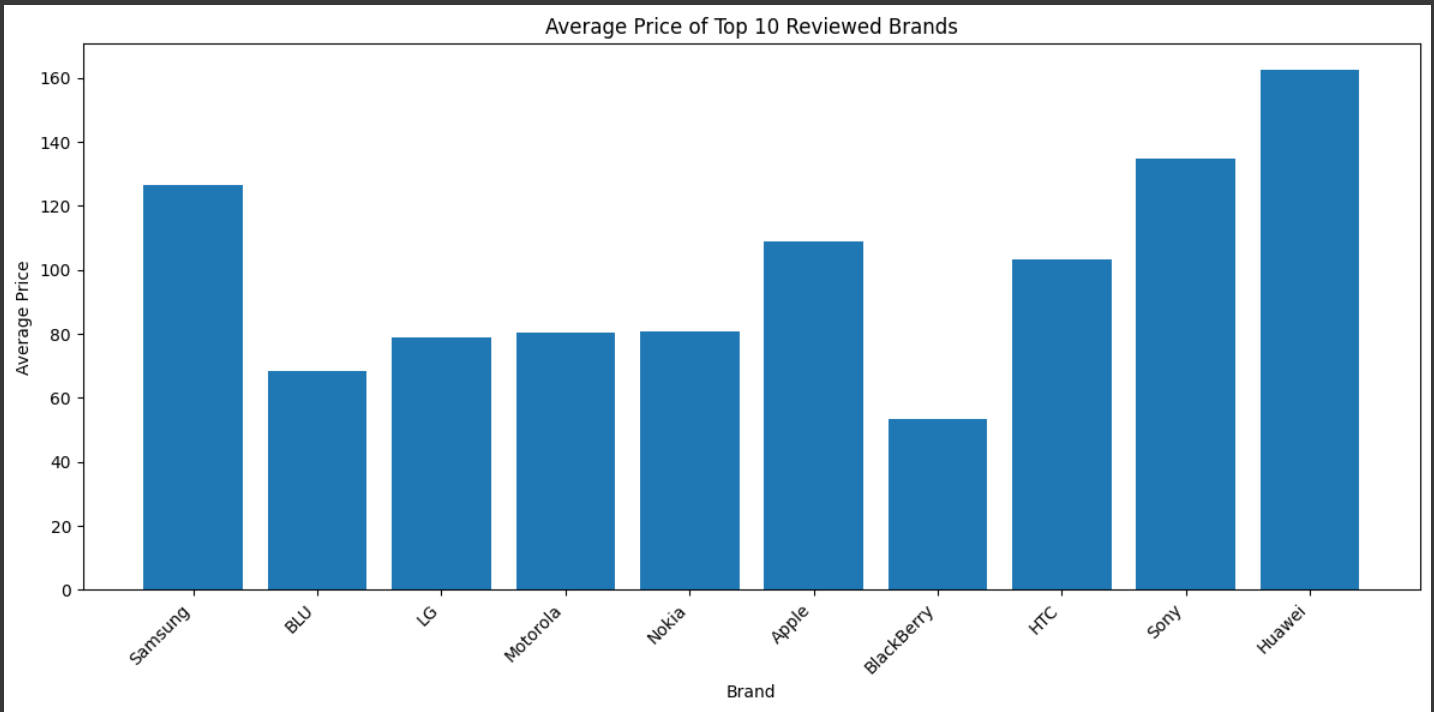 Average Price of Top 10 Reviewed Brands
160
140
120
100
80
60
40
20
0
Average Price
Samsung
BLU
LG
Motorola
Nokia
Apple
BlackBerry
HTC
Sony
Huawei
Brand